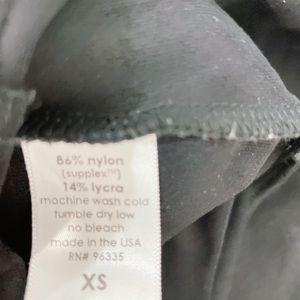 86% nylon
(supplex™)
14% lycra
machine wash cold
tumble dry low
no bleach
made in the USA
RN# 96335
XS